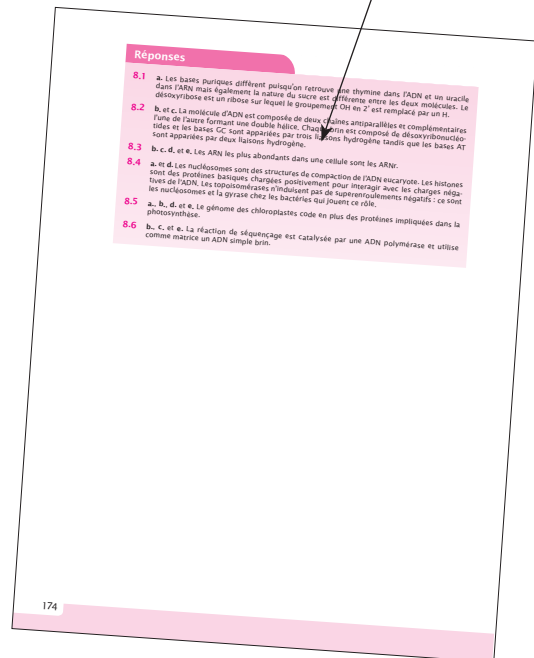 Réponses
8.1 a. Les bases puriques diffèrent puisqu'on retrouve une thymine dans l'ADN et un uracile
dans l'ARN mais également la nature du sucre est différente entre les deux molécules. Le
désoxyribose est un ribose sur lequel le groupement OH en 2' est remplacé par un H.
8.2 b. et c. La molécule d'ADN est composée de deux chaînes antiparallèles et complémentaires
l'une de l'autre formant une double hélice. Chaque brin est composé de désoxyribonucléo-
tides et les bases GC sont appariées par trois liaisons hydrogène tandis que les bases AT
sont appariées par deux liaisons hydrogène.
8.3 b. c. d, et e. Les ARN les plus abondants dans une cellule sont les ARNr.
8.4 a. et d. Les nucléosomes sont des structures de compaction de l'ADN eucaryote. Les histones
sont des protéines basiques chargées positivement pour interagir avec les charges néga-
tives de l'ADN. Les topoisomérases n'induisent pas de superenroulements négatifs : ce sont
les nucléosomes et la gyrase chez les bactéries qui jouent ce rôle.
8.5 a., b., d. et e. Le génome des chloroplastes code en plus des protéines impliquées dans la
photosynthèse.
8.6 b., c, et e. La réaction de séquençage est catalysée par une ADN polymérase et utilise
comme matrice un ADN simple brin.
174